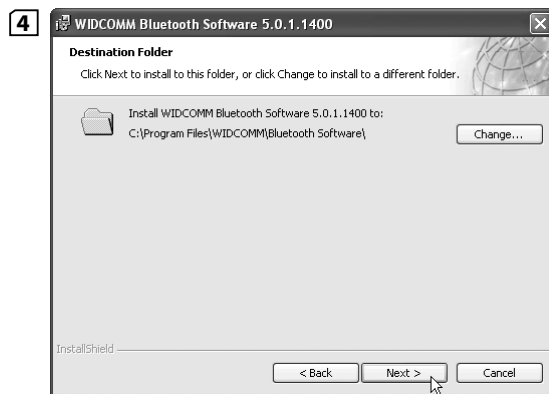 4
WIDCOMM Bluetooth Software 5.0.1.1400
Destination Folder
Click Next to install to this folder, or click Change to install to a different folder.
Install WIDCOMM Bluetooth Software 5.0.1.1400 to:
C:\Program Files\WIDCOMM\Bluetooth Software\
Change...
InstallShield
< Back
Next >
Cancel